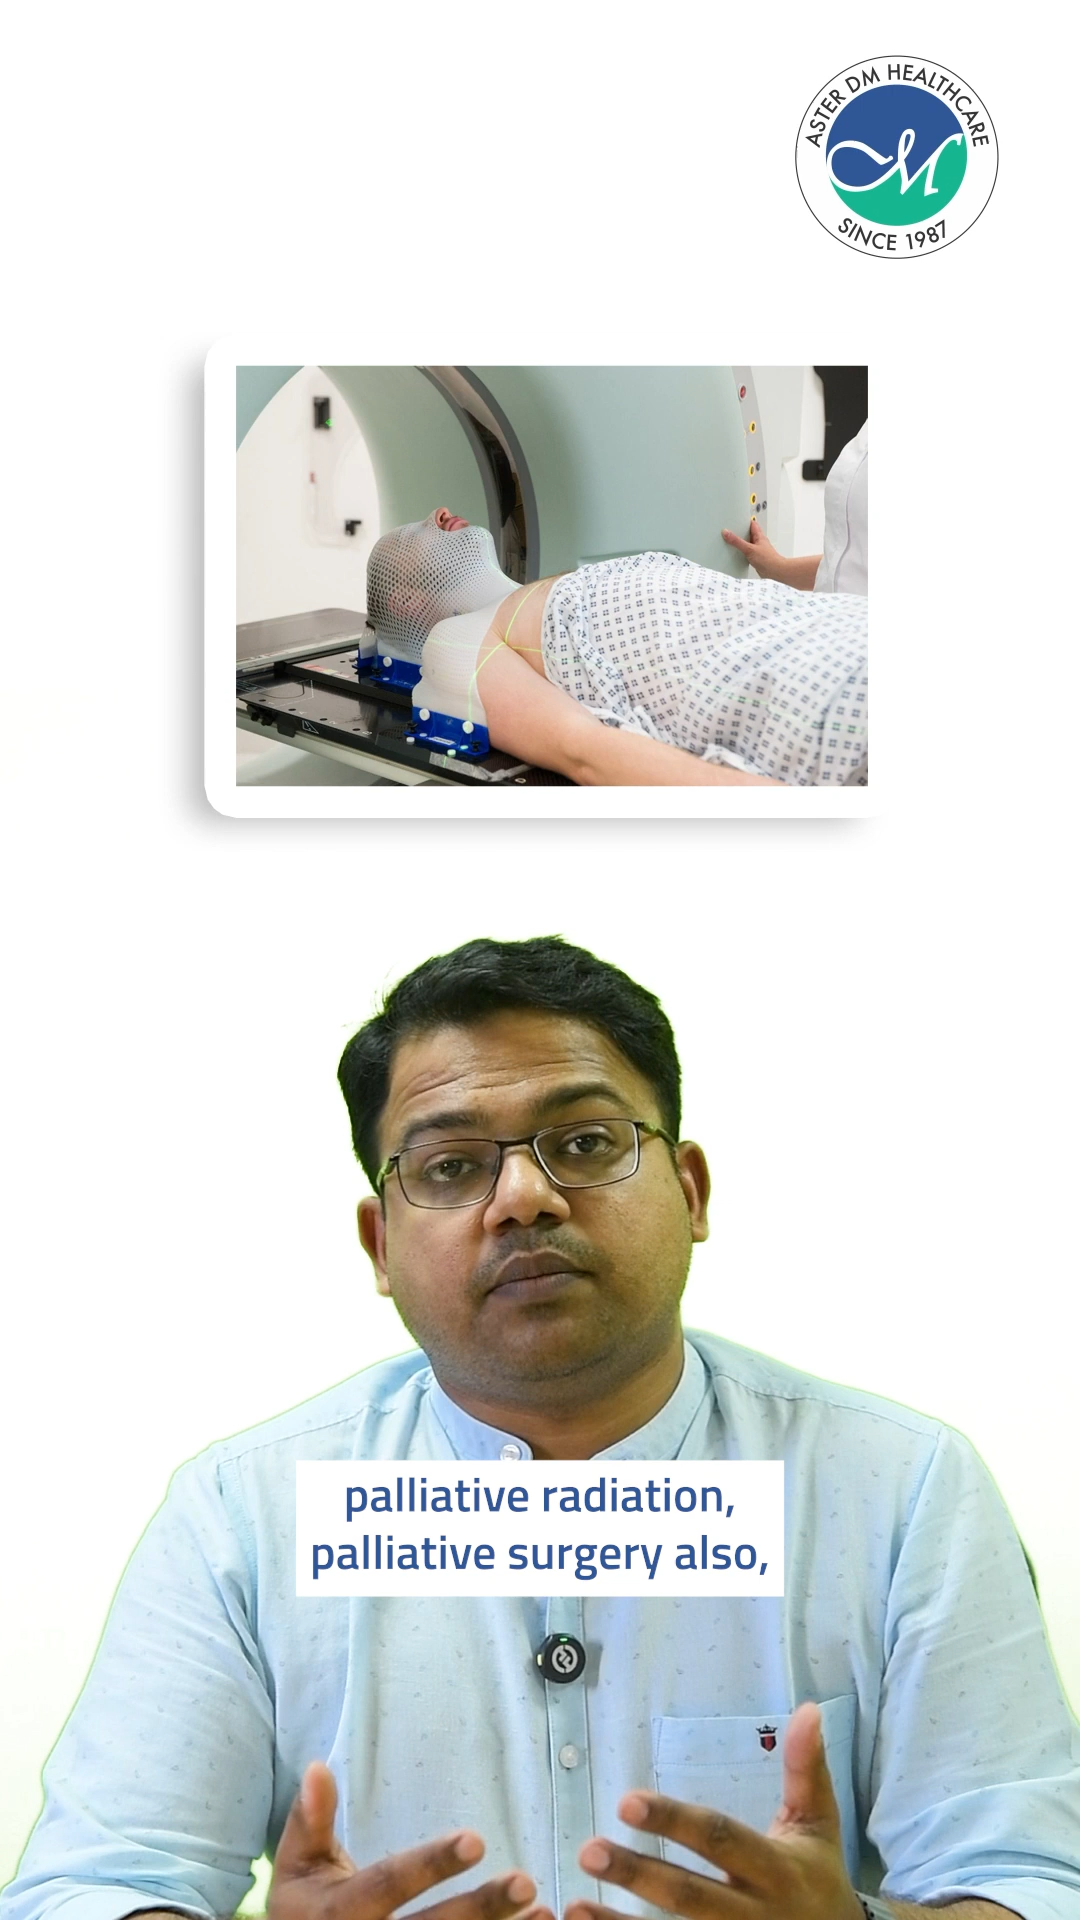 ASTER DM HEALTHCARE
M
SINCE 1987
palliative radiation,
palliative surgery also,